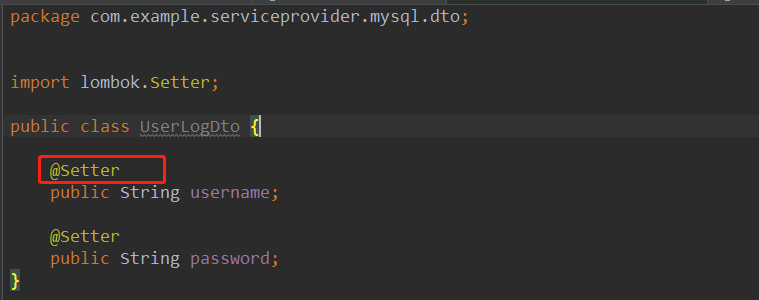 package com.example.serviceprovider.mysql.dto;
import lombok.Setter;
public class UserLogDto {
@Setter
public String username;
@Setter
public String password;
}